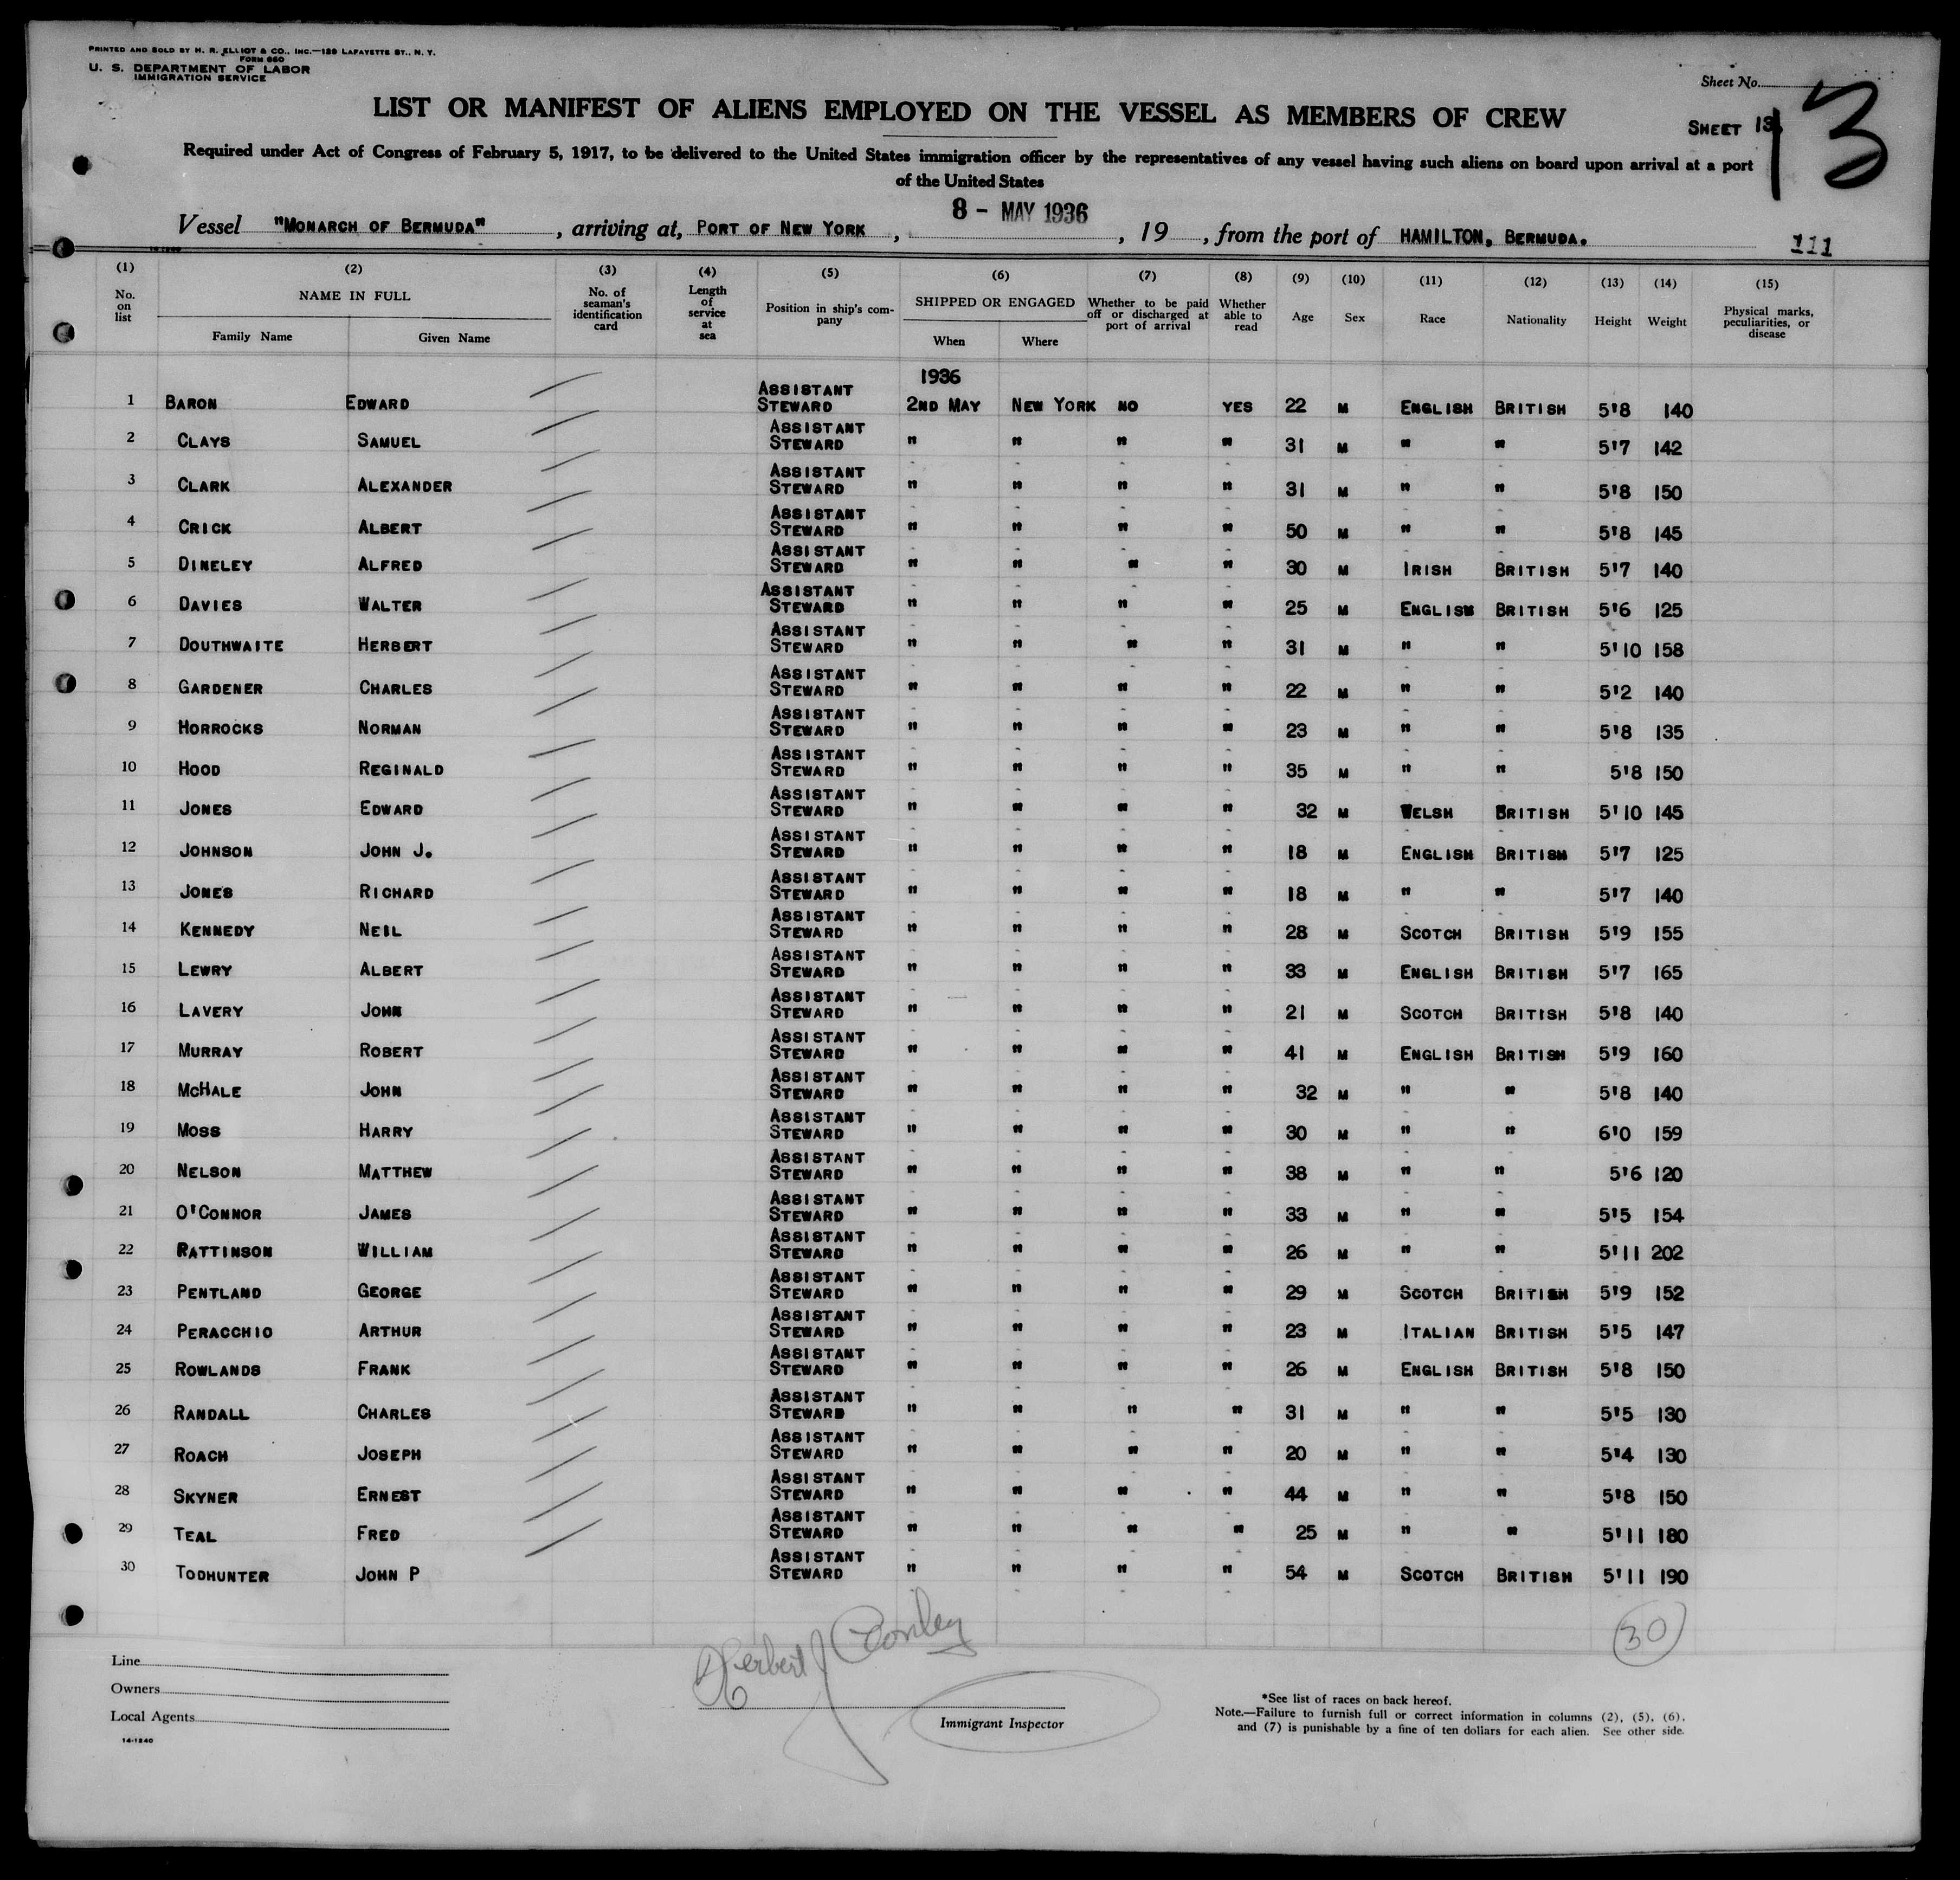 PRINTED AND SOLD BY H. R. ELLIOT & CO., INC.—129 LAFAYETTE ST., N. Y.
FORM 660
U. S. DEPARTMENT OF LABOR
IMMIGRATION SERVICE
Sheet No.
LIST OR MANIFEST OF ALIENS EMPLOYED ON THE VESSEL AS MEMBERS OF CREW
SHEET 13
13
Required under Act of Congress of February 5, 1917, to be delivered to the United States immigration officer by the representatives of any vessel having such aliens on board upon arrival at a port
of the United States
8 - MAY 1936
Vessel "MONARCH OF BERMUDA", arriving at, PORT OF NEW YORK, , 19 , from the port of HAMILTON, BERMUDA. 111
14-1240
(1) (2) (3) (4) (5) (6) (7) (8) (9) (10) (11) (12) (13) (14) (15)
No. on list NAME IN FULL Family Name Given Name No. of seaman's identification card Length of service at sea Position in ship's company SHIPPED OR ENGAGED When Where Whether to be paid off or discharged at port of arrival Whether able to read Age Sex Race Nationality Height Weight Physical marks, peculiarities, or disease
1936
1 BARON EDWARD ASSISTANT STEWARD 2ND MAY NEW YORK NO YES 22 M ENGLISH BRITISH 5'8 140
2 CLAYS SAMUEL ASSISTANT STEWARD " " " " 31 M " " 5'7 142
3 CLARK ALEXANDER ASSISTANT STEWARD " " " " 31 M " " 5'8 150
4 CRICK ALBERT ASSISTANT STEWARD " " " " 50 M " " 5'8 145
5 DINELEY ALFRED ASSISTANT STEWARD " " " " 30 M IRISH BRITISH 5'7 140
6 DAVIES WALTER ASSISTANT STEWARD " " " " 25 M ENGLISH BRITISH 5'6 125
7 DOUTHWAITE HERBERT ASSISTANT STEWARD " " " " 31 M " " 5'10 158
8 GARDENER CHARLES ASSISTANT STEWARD " " " " 22 M " " 5'2 140
9 HORROCKS NORMAN ASSISTANT STEWARD " " " " 23 M " " 5'8 135
10 HOOD REGINALD ASSISTANT STEWARD " " " " 35 M " " 5'8 150
11 JONES EDWARD ASSISTANT STEWARD " " " " 32 M WELSH BRITISH 5'10 145
12 JOHNSON JOHN J. ASSISTANT STEWARD " " " " 18 M ENGLISH BRITISH 5'7 125
13 JONES RICHARD ASSISTANT STEWARD " " " " 18 M " " 5'7 140
14 KENNEDY NEIL ASSISTANT STEWARD " " " " 28 M SCOTCH BRITISH 5'9 155
15 LEWRY ALBERT ASSISTANT STEWARD " " " " 33 M ENGLISH BRITISH 5'7 165
16 LAVERY JOHN ASSISTANT STEWARD " " " " 21 M SCOTCH BRITISH 5'8 140
17 MURRAY ROBERT ASSISTANT STEWARD " " " " 41 M ENGLISH BRITISH 5'9 160
18 MCHALE JOHN ASSISTANT STEWARD " " " " 32 M " " 5'8 140
19 MOSS HARRY ASSISTANT STEWARD " " " " 30 M " " 6'0 159
20 NELSON MATTHEW ASSISTANT STEWARD " " " " 38 M " " 5'6 120
21 O'CONNOR JAMES ASSISTANT STEWARD " " " " 33 M " " 5'5 154
22 RATTINSON WILLIAM ASSISTANT STEWARD " " " " 26 M " " 5'11 202
23 PENTLAND GEORGE ASSISTANT STEWARD " " " " 29 M SCOTCH BRITISH 5'9 152
24 PERACCHIO ARTHUR ASSISTANT STEWARD " " " " 23 M ITALIAN BRITISH 5'5 147
25 ROWLANDS FRANK ASSISTANT STEWARD " " " " 26 M ENGLISH BRITISH 5'8 150
26 RANDALL CHARLES ASSISTANT STEWARD " " " " 31 M " " 5'5 130
27 ROACH JOSEPH ASSISTANT STEWARD " " " " 20 M " " 5'4 130
28 SKYNER ERNEST ASSISTANT STEWARD " " " " 44 M " " 5'8 150
29 TEAL FRED ASSISTANT STEWARD " " " " 25 M " " 5'11 180
30 TODHUNTER JOHN P ASSISTANT STEWARD " " " " 54 M SCOTCH BRITISH 5'11 190
30
Herbert J
Line
Owners
Local Agents
14-1240
Immigrant Inspector
*See list of races on back hereof.
Note.—Failure to furnish full or correct information in columns (2), (5), (6),
and (7) is punishable by a fine of ten dollars for each alien. See other side.